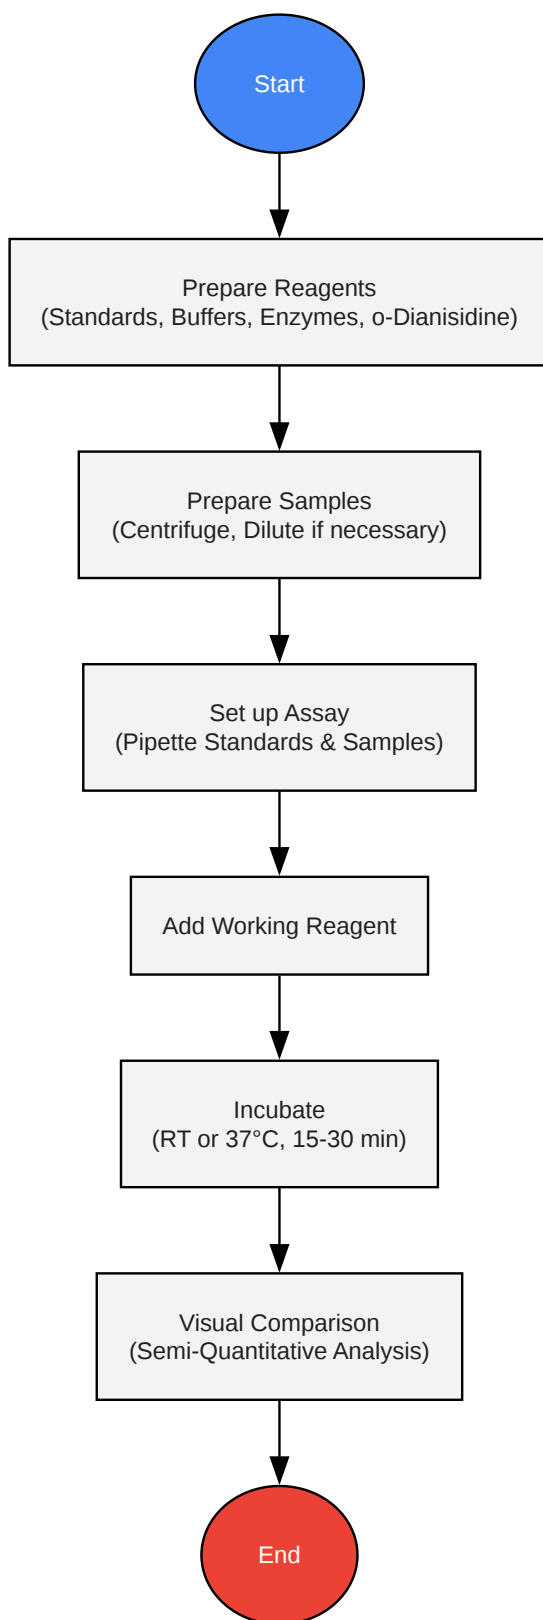 Start
Prepare Reagents
(Standards, Buffers, Enzymes, o-Dianisidine)
Prepare Samples
(Centrifuge, Dilute if necessary)
Set up Assay
(Pipette Standards & Samples)
Add Working Reagent
Incubate
(RT or 37°C, 15-30 min)
Visual Comparison
(Semi-Quantitative Analysis)
End